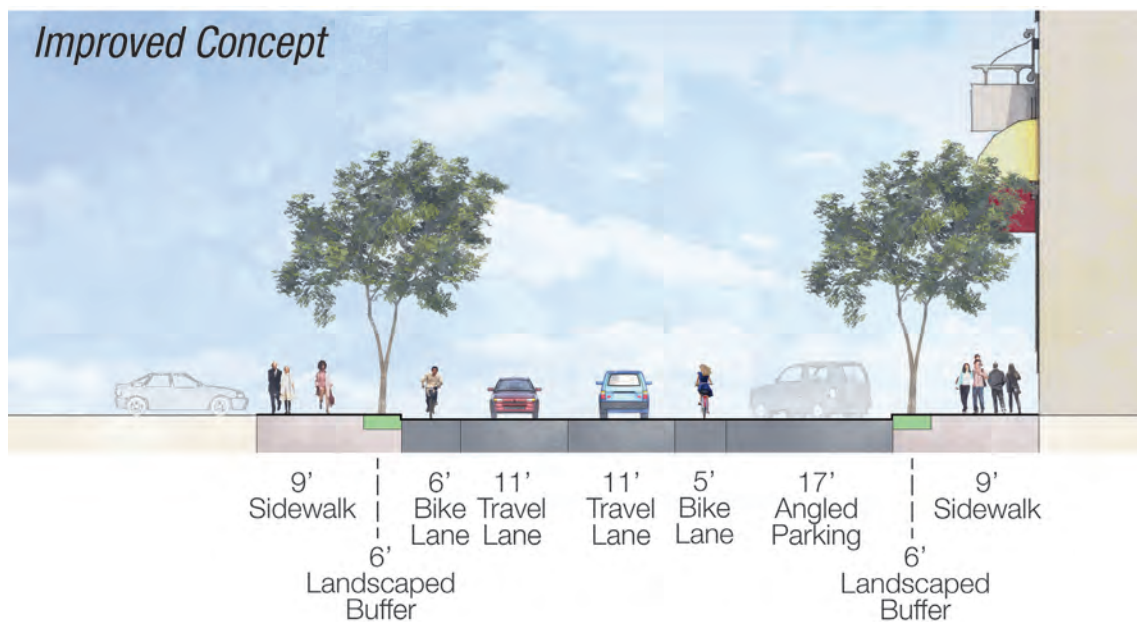 Improved Concept
9’
Sidewalk
6’
Landscaped
Buffer
6’
Bike
Lane
11’
Travel
Lane
11’
Travel
Lane
5’
Bike
Lane
17’
Angled
Parking
6’
Landscaped
Buffer
9’
Sidewalk